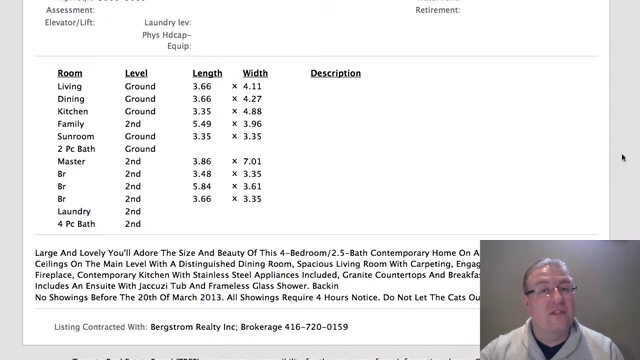 Assessment:
Elevator/Lift: Laundry lev:
Phys Hdcap-
Equip:
Retirement:
Room Level Length Width Description
Living Ground 3.66 x 4.11
Dining Ground 3.66 x 4.27
Kitchen Ground 3.35 x 4.88
Family 2nd 5.49 x 3.96
Sunroom Ground 3.35 x 3.35
2 Pc Bath Ground
Master 2nd 3.86 x 7.01
Br 2nd 3.48 x 3.35
Br 2nd 5.84 x 3.61
Br 2nd 3.66 x 3.35
Laundry 2nd
4 Pc Bath 2nd
Large And Lovely You'll Adore The Size And Beauty Of This 4-Bedroom/2.5-Bath Contemporary Home On A
Ceilings On The Main Level With A Distinguished Dining Room, Spacious Living Room With Carpeting, Engag
Fireplace, Contemporary Kitchen With Stainless Steel Appliances Included, Granite Countertops And Breakfas
Includes An Ensuite With Jaccuzi Tub And Frameless Glass Shower. Backin
No Showings Before The 20th Of March 2013. All Showings Require 4 Hours Notice. Do Not Let The Cats Ou
Listing Contracted With: Bergstrom Realty Inc; Brokerage 416-720-0159